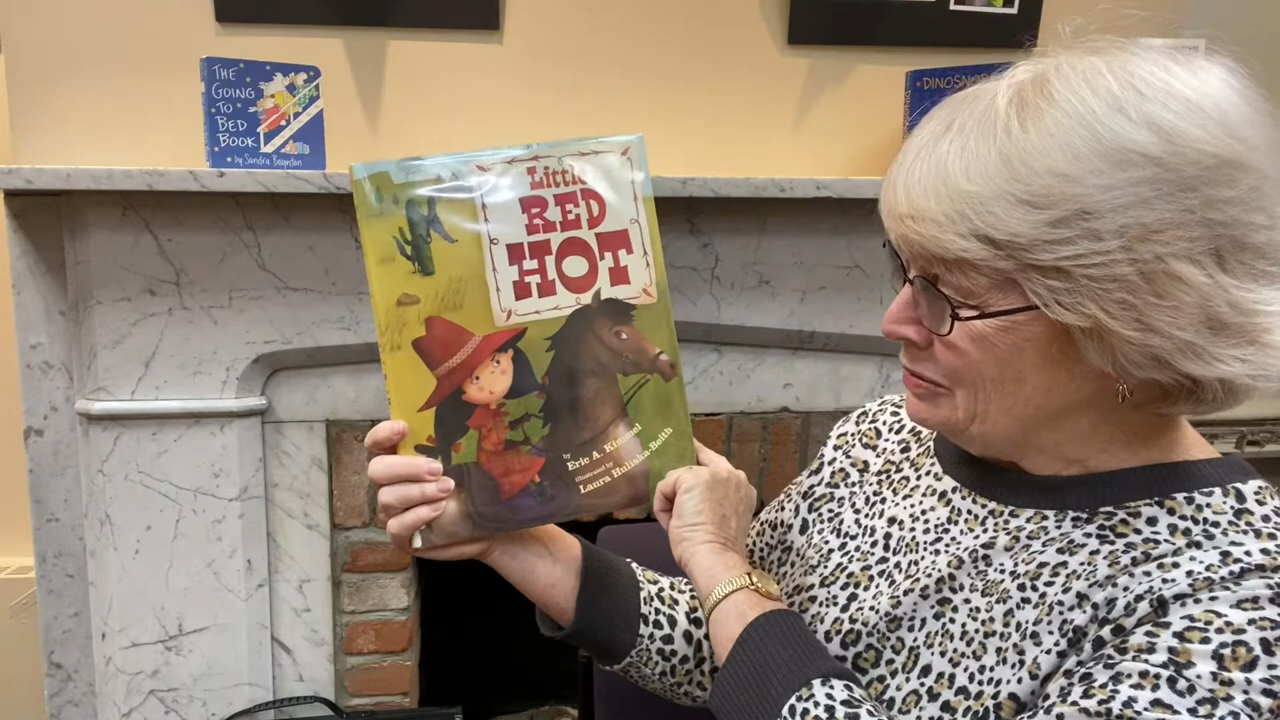 THE
GOING
TO
BED
BOOK
by Sandra Boynton
Little
RED
HOT
by
Eric A. Kimmel
illustrated by
Laura Huliska-Beith